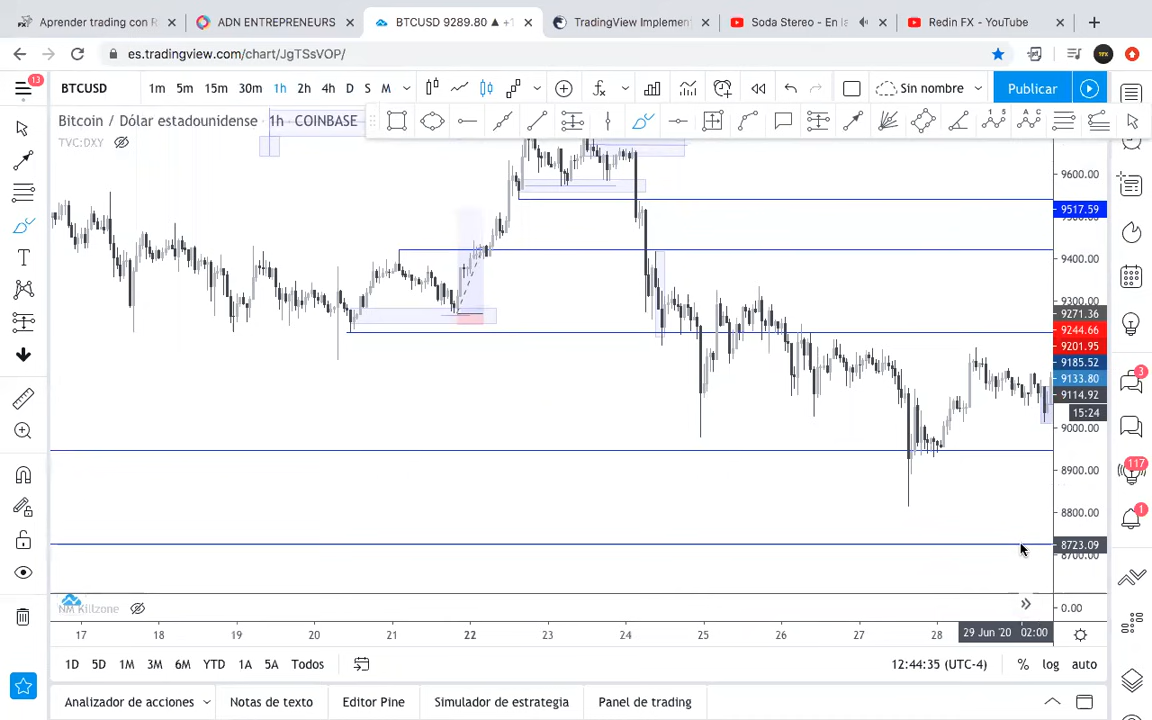 Aprender trading con R
ADN ENTREPRENEURS
BTCUSD 9289.80 ▲ +1
TradingView Implemen
Soda Stereo - En la
Redin FX - YouTube
es.tradingview.com/chart/JgTSsVOP/
13
BTCUSD
1m 5m 15m 30m 1h 2h 4h D S M
Sin nombre
Publicar
Bitcoin / Dólar estadounidense 1h COINBASE
TVC:DXY
9600.00
9517.59
9400.00
9300.00
9271.36
9244.66
9201.95
9185.52
9133.80
9114.92
15:24
9000.00
8900.00
8800.00
8723.09
8700.00
0.00
3
117
1
NM Killzone
17 18 19 20 21 22 23 24 25 26 27 28
29 Jun '20 02:00
1D 5D 1M 3M 6M YTD 1A 5A Todos
12:44:35 (UTC-4)
% log auto
Analizador de acciones
Notas de texto
Editor Pine
Simulador de estrategia
Panel de trading